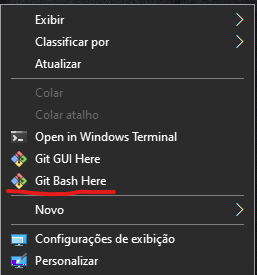 Exibir
Classificar por
Atualizar
Colar
Colar atalho
Open in Windows Terminal
Git GUI Here
Git Bash Here
Novo
Configurações de exibição
Personalizar